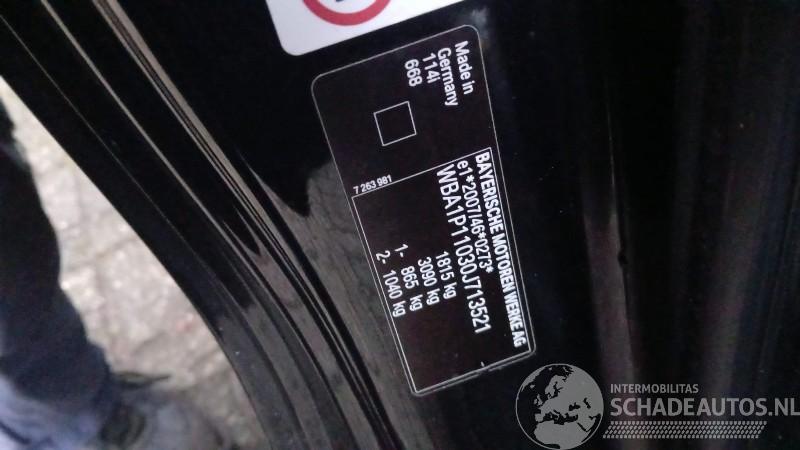 BAYERISCHE MOTOREN WERKE AG
e1*2007/46*0273*
WBA1P11030J713521
1815 kg
3090 kg
1- 865 kg
2- 1040 kg
7 263 981
Made in
Germany
114i
668
INTERMOBILITAS
SCHADEAUTOS.NL